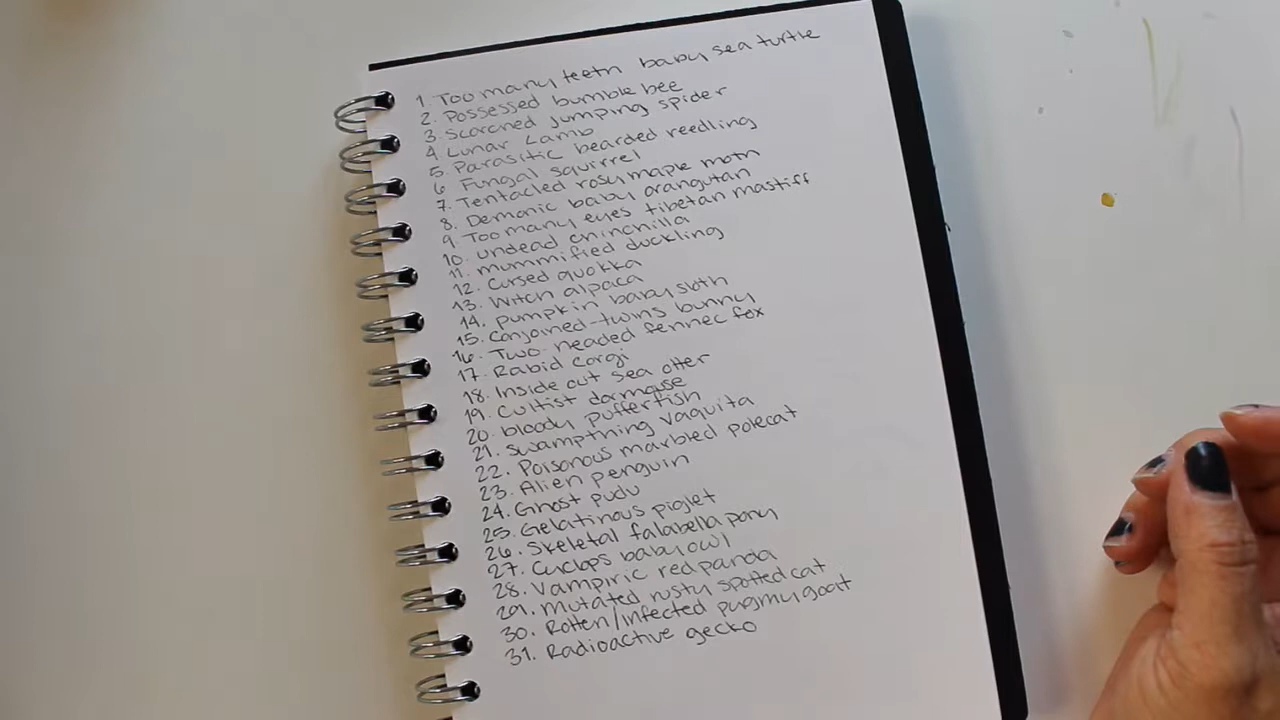 1. Too many teeth baby sea turtle
2. Possessed bumble bee
3. Scorched jumping spider
4. Lunar Lamb
5. Parasitic bearded reedling
6. Fungal squirrel
7. Tentacled rosy maple moth
8. Demonic baby orangutan
9. Too many eyes tibetan mastiff
10. undead chinchilla
11. mummified duckling
12. Cursed quokka
13. Witch alpaca
14. pumpkin baby sloth
15. Conjoined-twins bunny
16. Two-headed fennec fox
17. Rabid corgi
18. Inside out sea otter
19. Cultist dormouse
20. bloody pufferfish
21. swampthing vaquita
22. Poisonous marbled polecat
23. Alien penguin
24. Ghost pudu
25. Gelatinous piglet
26. Skeletal falabella pony
27. Cyclops baby owl
28. Vampiric red panda
29. mutated rusty spotted cat
30. Rotten/infected pygmy goat
31. Radioactive gecko